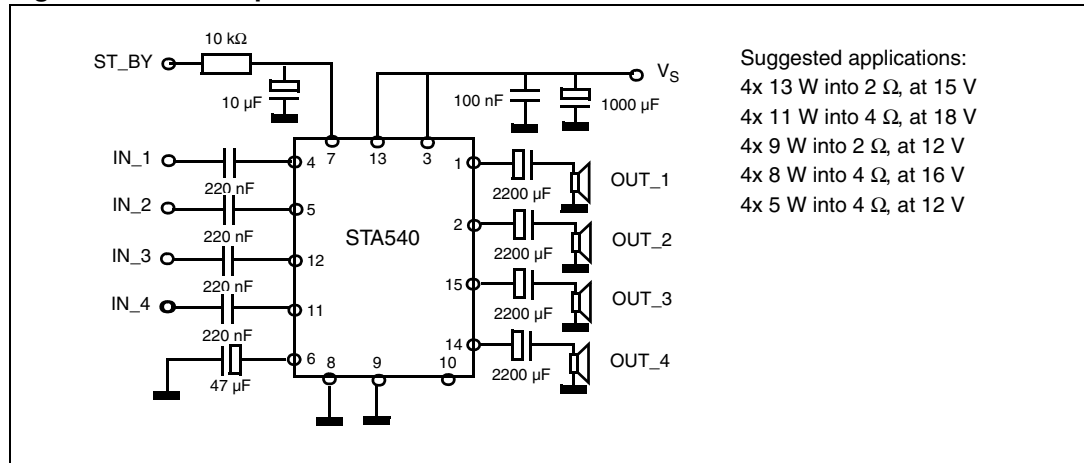 10 kΩ
ST_BY
10 µF
100 nF
1000 µF
V_S
Suggested applications:
4x 13 W into 2 Ω, at 15 V
4x 11 W into 4 Ω, at 18 V
4x 9 W into 2 Ω, at 12 V
4x 8 W into 4 Ω, at 16 V
4x 5 W into 4 Ω, at 12 V
7
13
3
IN_1
220 nF
4
1
2200 µF
OUT_1
IN_2
220 nF
5
2
2200 µF
OUT_2
STA540
IN_3
220 nF
12
15
2200 µF
OUT_3
IN_4
220 nF
11
14
2200 µF
OUT_4
47 µF
6
8
9
10